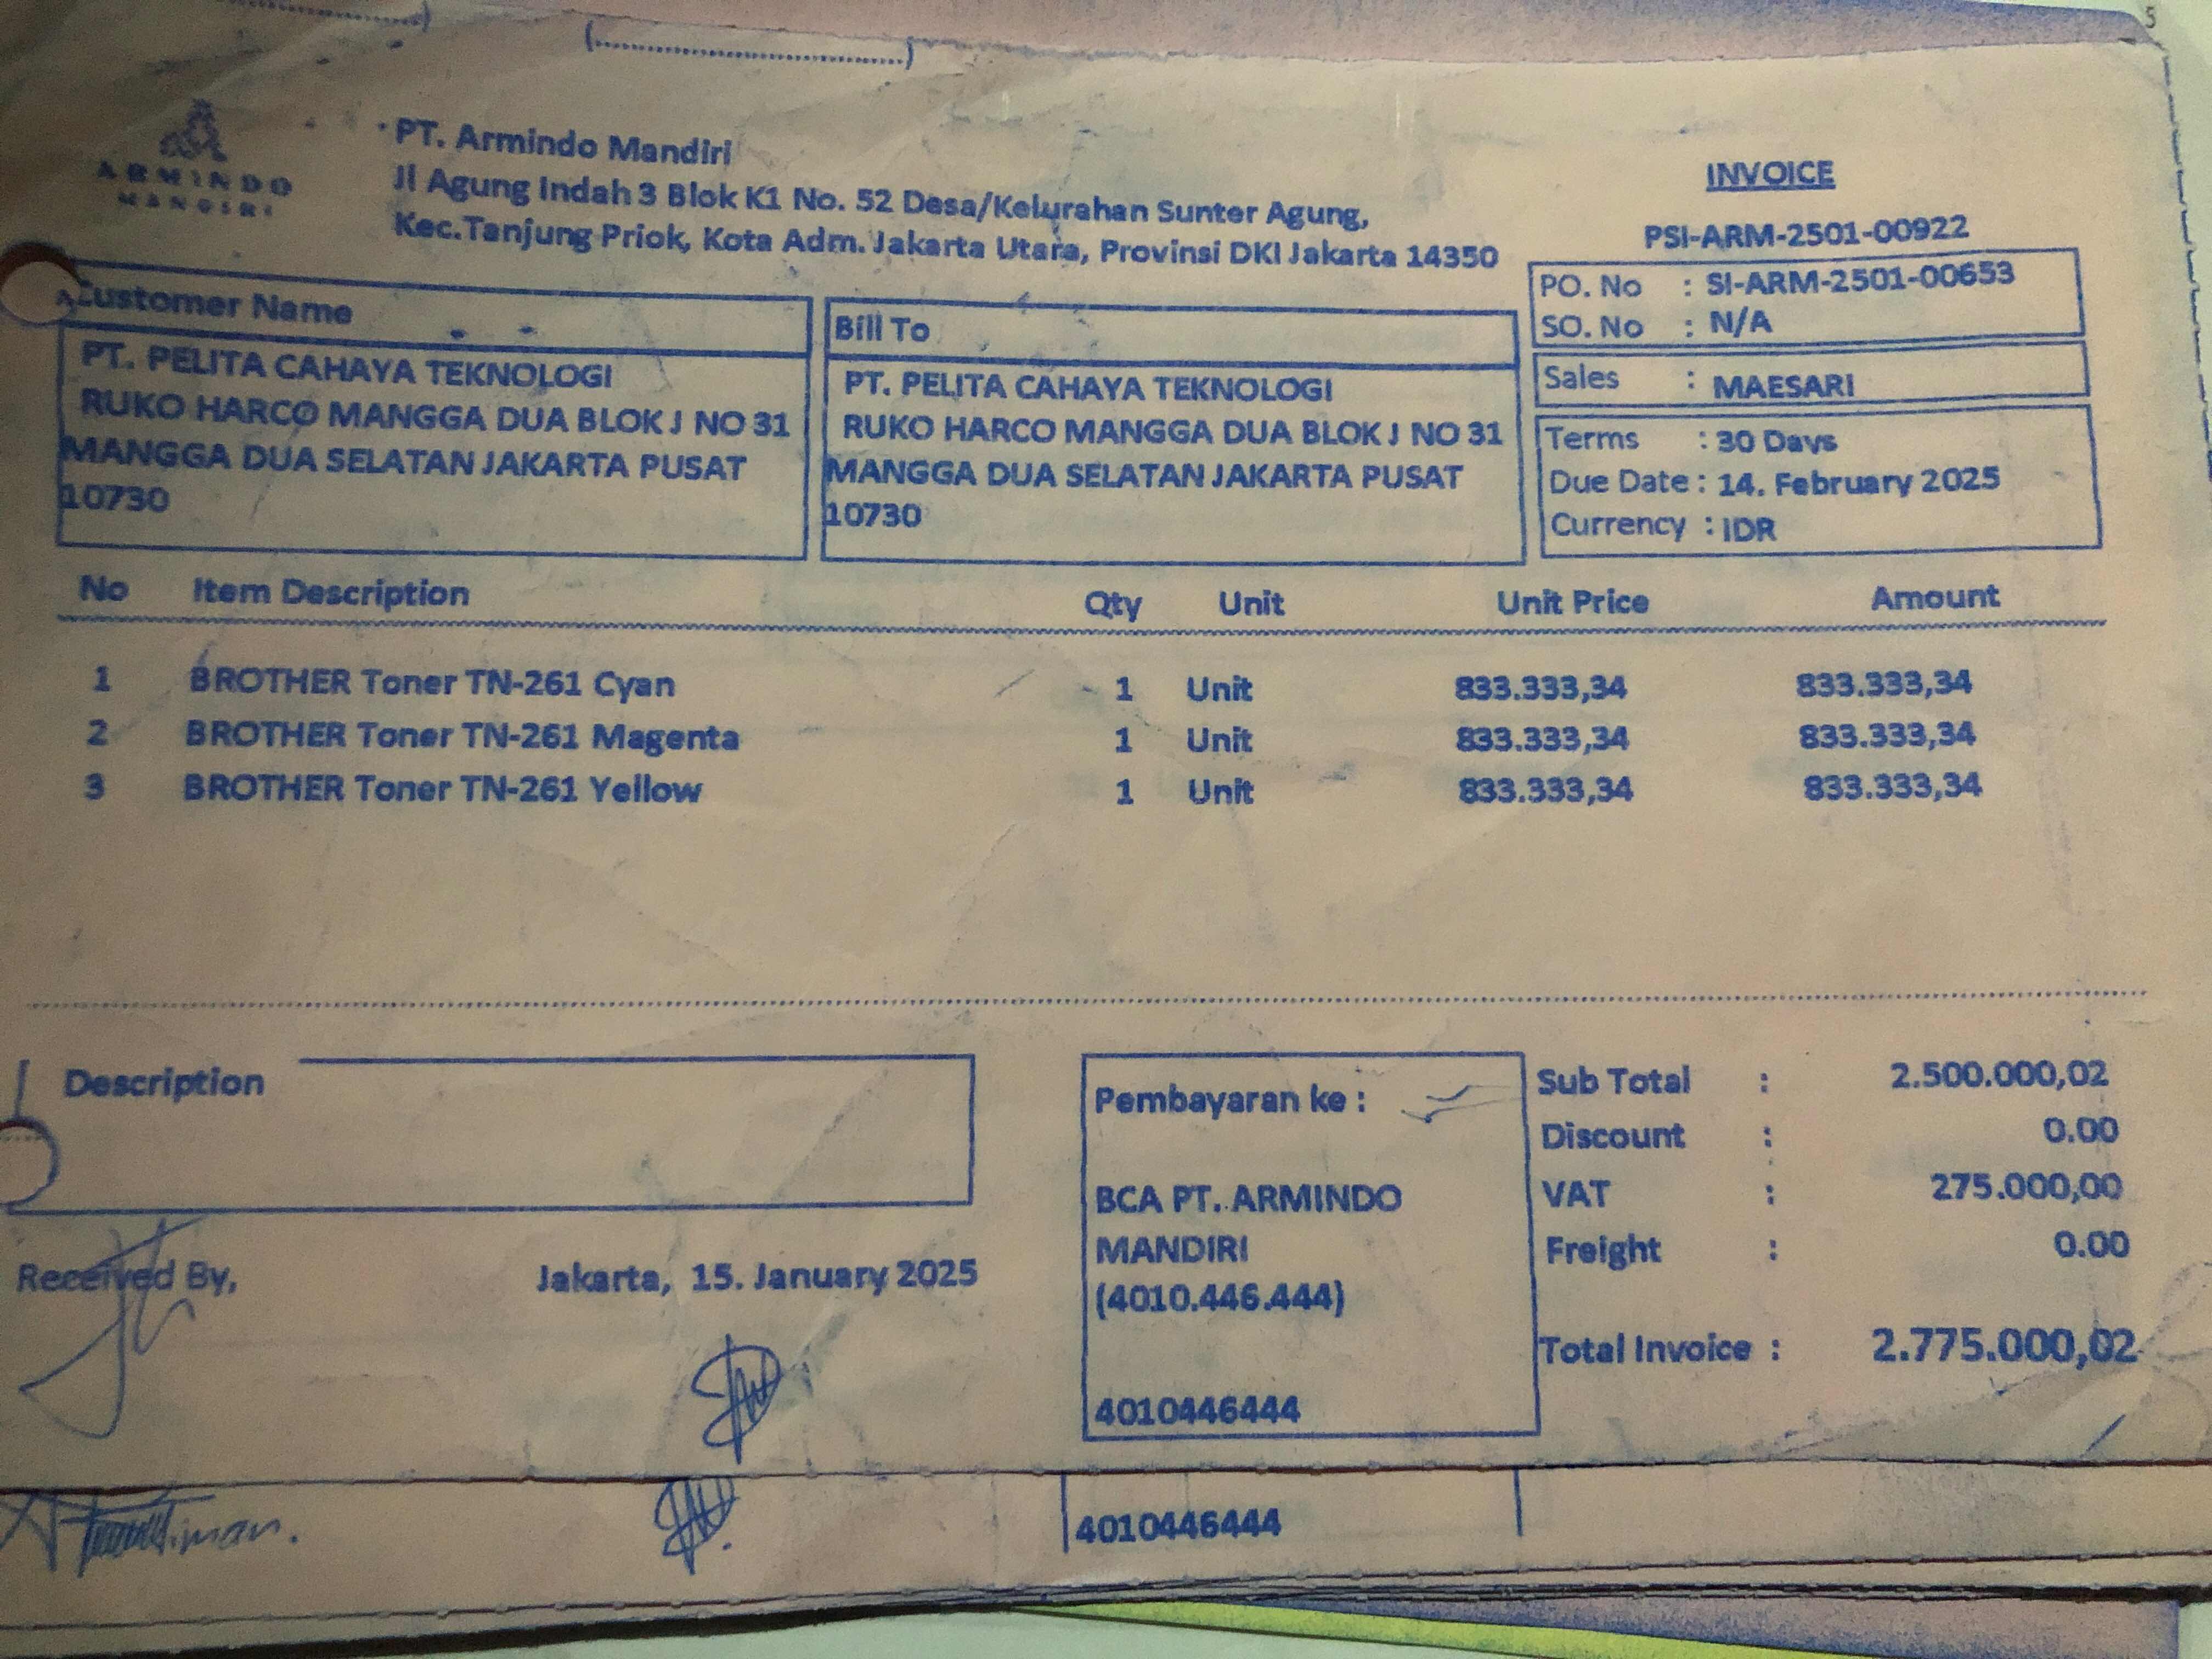 5
(..............................)
ARMINDO
MANDIRI
PT. Armindo Mandiri
Jl Agung Indah 3 Blok K1 No. 52 Desa/Kelurahan Sunter Agung,
Kec.Tanjung Priok, Kota Adm. Jakarta Utara, Provinsi DKI Jakarta 14350
INVOICE
PSI-ARM-2501-00922
PO. No : SI-ARM-2501-00653
SO. No : N/A
Sales : MAESARI
Terms : 30 Days
Due Date : 14. February 2025
Currency : IDR
Customer Name
PT. PELITA CAHAYA TEKNOLOGI
RUKO HARCO MANGGA DUA BLOK J NO 31
MANGGA DUA SELATAN JAKARTA PUSAT
10730
Bill To
PT. PELITA CAHAYA TEKNOLOGI
RUKO HARCO MANGGA DUA BLOK J NO 31
MANGGA DUA SELATAN JAKARTA PUSAT
10730
No Item Description Qty Unit Unit Price Amount
1 BROTHER Toner TN-261 Cyan 1 Unit 833.333,34 833.333,34
2 BROTHER Toner TN-261 Magenta 1 Unit 833.333,34 833.333,34
3 BROTHER Toner TN-261 Yellow 1 Unit 833.333,34 833.333,34
Description
Received By,
Jakarta, 15. January 2025
Pembayaran ke :
BCA PT. ARMINDO
MANDIRI
(4010.446.444)
4010446444
Sub Total : 2.500.000,02
Discount : 0.00
VAT : 275.000,00
Freight : 0.00
Total Invoice : 2.775.000,02
4010446444